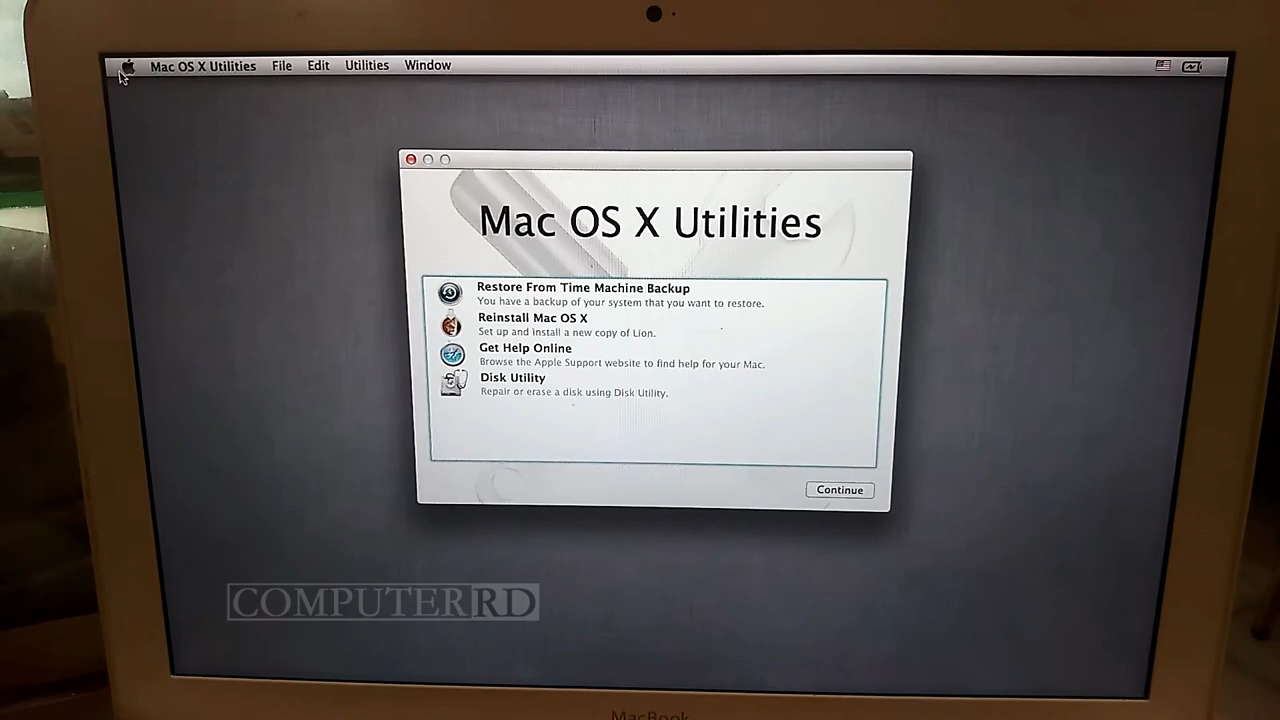 Mac OS X Utilities File Edit Utilities Window
Mac OS X Utilities
Restore From Time Machine Backup
You have a backup of your system that you want to restore.
Reinstall Mac OS X
Set up and install a new copy of Lion.
Get Help Online
Browse the Apple Support website to find help for your Mac.
Disk Utility
Repair or erase a disk using Disk Utility.
Continue
COMPUTERRD
MacBook